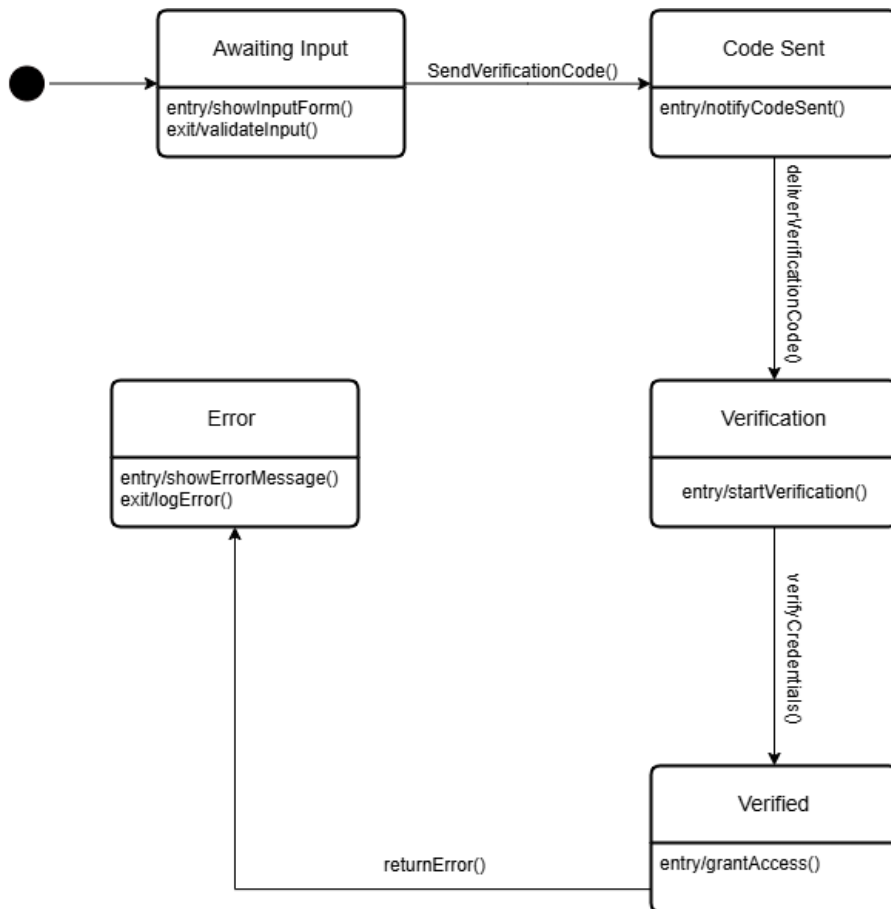 Awaiting Input
entry/showInputForm()
exit/validateInput()
SendVerificationCode()
Code Sent
entry/notifyCodeSent()
deliverVerificationCode()
Error
entry/showErrorMessage()
exit/logError()
Verification
entry/startVerification()
verifyCredentials()
Verified
entry/grantAccess()
returnError()